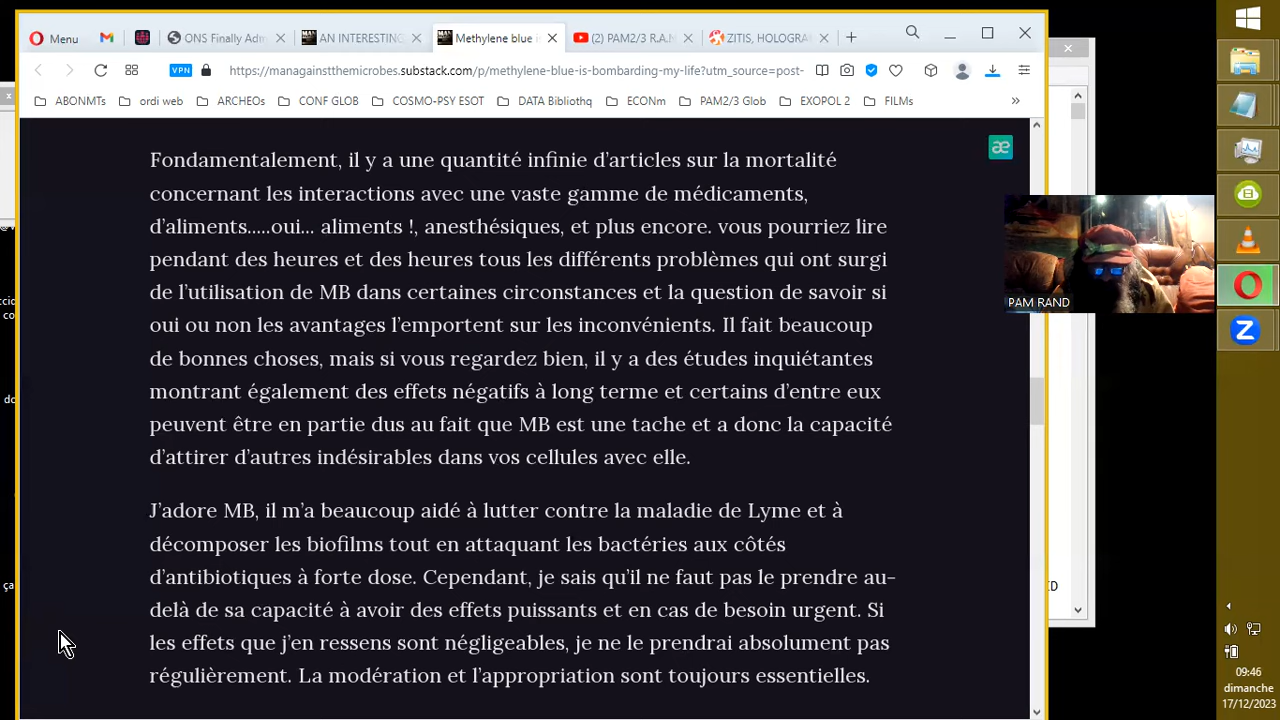 Menu
ONS Finally Adm
AN INTERESTING
Methylene blue i
(2) PAM2/3 R.A.N
ZITIS, HOLOGRA
VPN
https://managainstthemicrobes.substack.com/p/methylene-blue-is-bombarding-my-life?utm_source=post-
ABONMTs
ordi web
ARCHEOs
CONF GLOB
COSMO-PSY ESOT
DATA Bibliothq
ECONm
PAM2/3 Glob
EXOPOL 2
FILMs
»
æ
Fondamentalement, il y a une quantité infinie d’articles sur la mortalité
concernant les interactions avec une vaste gamme de médicaments,
d’aliments.....oui... aliments !, anesthésiques, et plus encore. vous pourriez lire
pendant des heures et des heures tous les différents problèmes qui ont surgi
de l’utilisation de MB dans certaines circonstances et la question de savoir si
oui ou non les avantages l’emportent sur les inconvénients. Il fait beaucoup
de bonnes choses, mais si vous regardez bien, il y a des études inquiétantes
montrant également des effets négatifs à long terme et certains d’entre eux
peuvent être en partie dus au fait que MB est une tache et a donc la capacité
d’attirer d’autres indésirables dans vos cellules avec elle.
J’adore MB, il m’a beaucoup aidé à lutter contre la maladie de Lyme et à
décomposer les biofilms tout en attaquant les bactéries aux côtés
d’antibiotiques à forte dose. Cependant, je sais qu’il ne faut pas le prendre au-
delà de sa capacité à avoir des effets puissants et en cas de besoin urgent. Si
les effets que j’en ressens sont négligeables, je ne le prendrai absolument pas
régulièrement. La modération et l’appropriation sont toujours essentielles.
PAM RAND
09:46
dimanche
17/12/2023